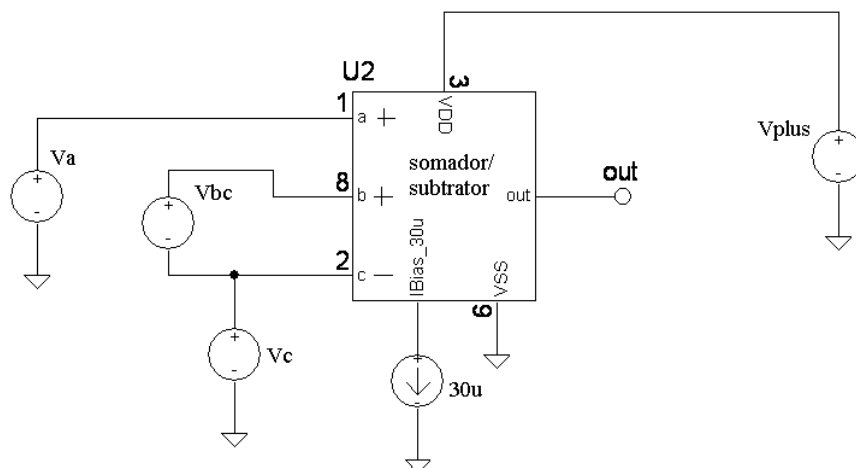 U2
3
1
a
+
VDD
Va
somador/
subtrator
Vplus
out
8
Vbc
b
+
out
IBias_30u
2
c
-
VSS
9
Vc
30u